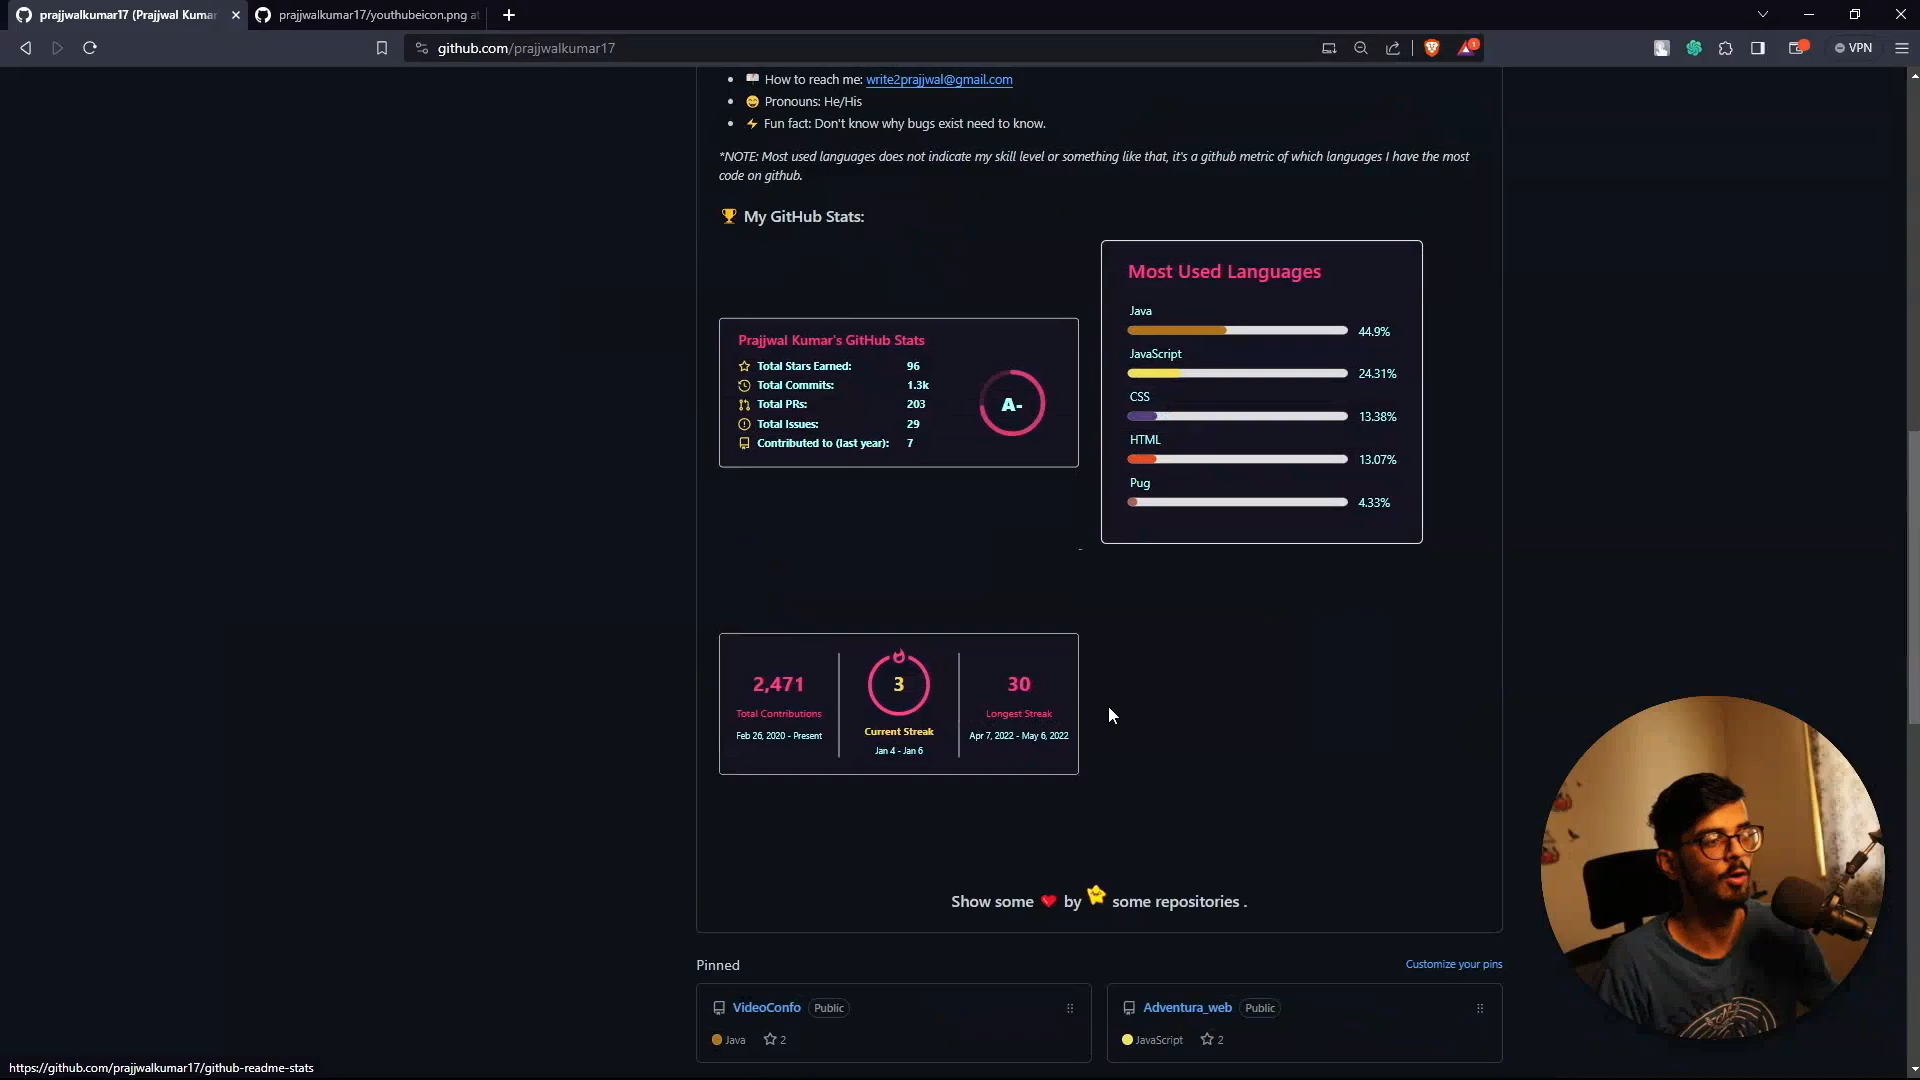 prajjwalkumar17 (Prajjwal Kumar
prajjwalkumar17/youthubeicon.png at
github.com/prajjwalkumar17
1
VPN
How to reach me: write2prajjwal@gmail.com
Pronouns: He/His
Fun fact: Don't know why bugs exist need to know.
*NOTE: Most used languages does not indicate my skill level or something like that, it's a github metric of which languages I have the most
code on github.
My GitHub Stats:
Prajjwal Kumar's GitHub Stats
Total Stars Earned: 96
Total Commits: 1.3k
Total PRs: 203
Total Issues: 29
Contributed to (last year): 7
A-
Most Used Languages
Java
44.9%
JavaScript
24.31%
CSS
13.38%
HTML
13.07%
Pug
4.33%
2,471
Total Contributions
Feb 26, 2020 - Present
3
Current Streak
Jan 4 - Jan 6
30
Longest Streak
Apr 7, 2022 - May 6, 2022
Show some by some repositories .
Pinned
Customize your pins
VideoConfo Public
Java 2
Adventura_web Public
JavaScript 2
https://github.com/prajjwalkumar17/github-readme-stats